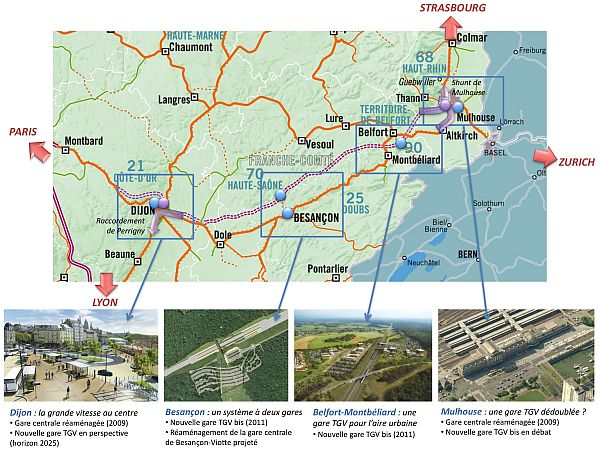 STRASBOURG
HAUTE-MARNE
Chaumont
Colmar
Freiburg
68
HAUT-RHIN
Guebwiller
Shunt de
Mulhouse
Langres
Thann
TERRITOIRE
DE BELFORT
Mulhouse
Lure
PARIS
Montbard
Vesoul
Belfort
Altkirch
Lörrach
BASEL
90
Montbéliard
ZURICH
FRANCHE-COMTÉ
21
CÔTE-D'OR
70
HAUTE-SAÔNE
25
DOUBS
DIJON
BESANÇON
Solothurn
Raccordement
de Perrigny
Dole
Biel/
Bienne
Beaune
BERN
Neuchâtel
Pontarlier
LYON
Dijon : la grande vitesse au centre
• Gare centrale réaménagée (2009)
• Nouvelle gare TGV en perspective
(horizon 2025)
Besançon : un système à deux gares
• Nouvelle gare TGV bis (2011)
• Réaménagement de la gare centrale
de Besançon-Viotte projeté
Belfort-Montbéliard : une
gare TGV pour l'aire urbaine
• Nouvelle gare TGV bis (2011)
Mulhouse : une gare TGV dédoublée ?
• Gare centrale réaménagée (2009)
• Nouvelle gare TGV bis en débat